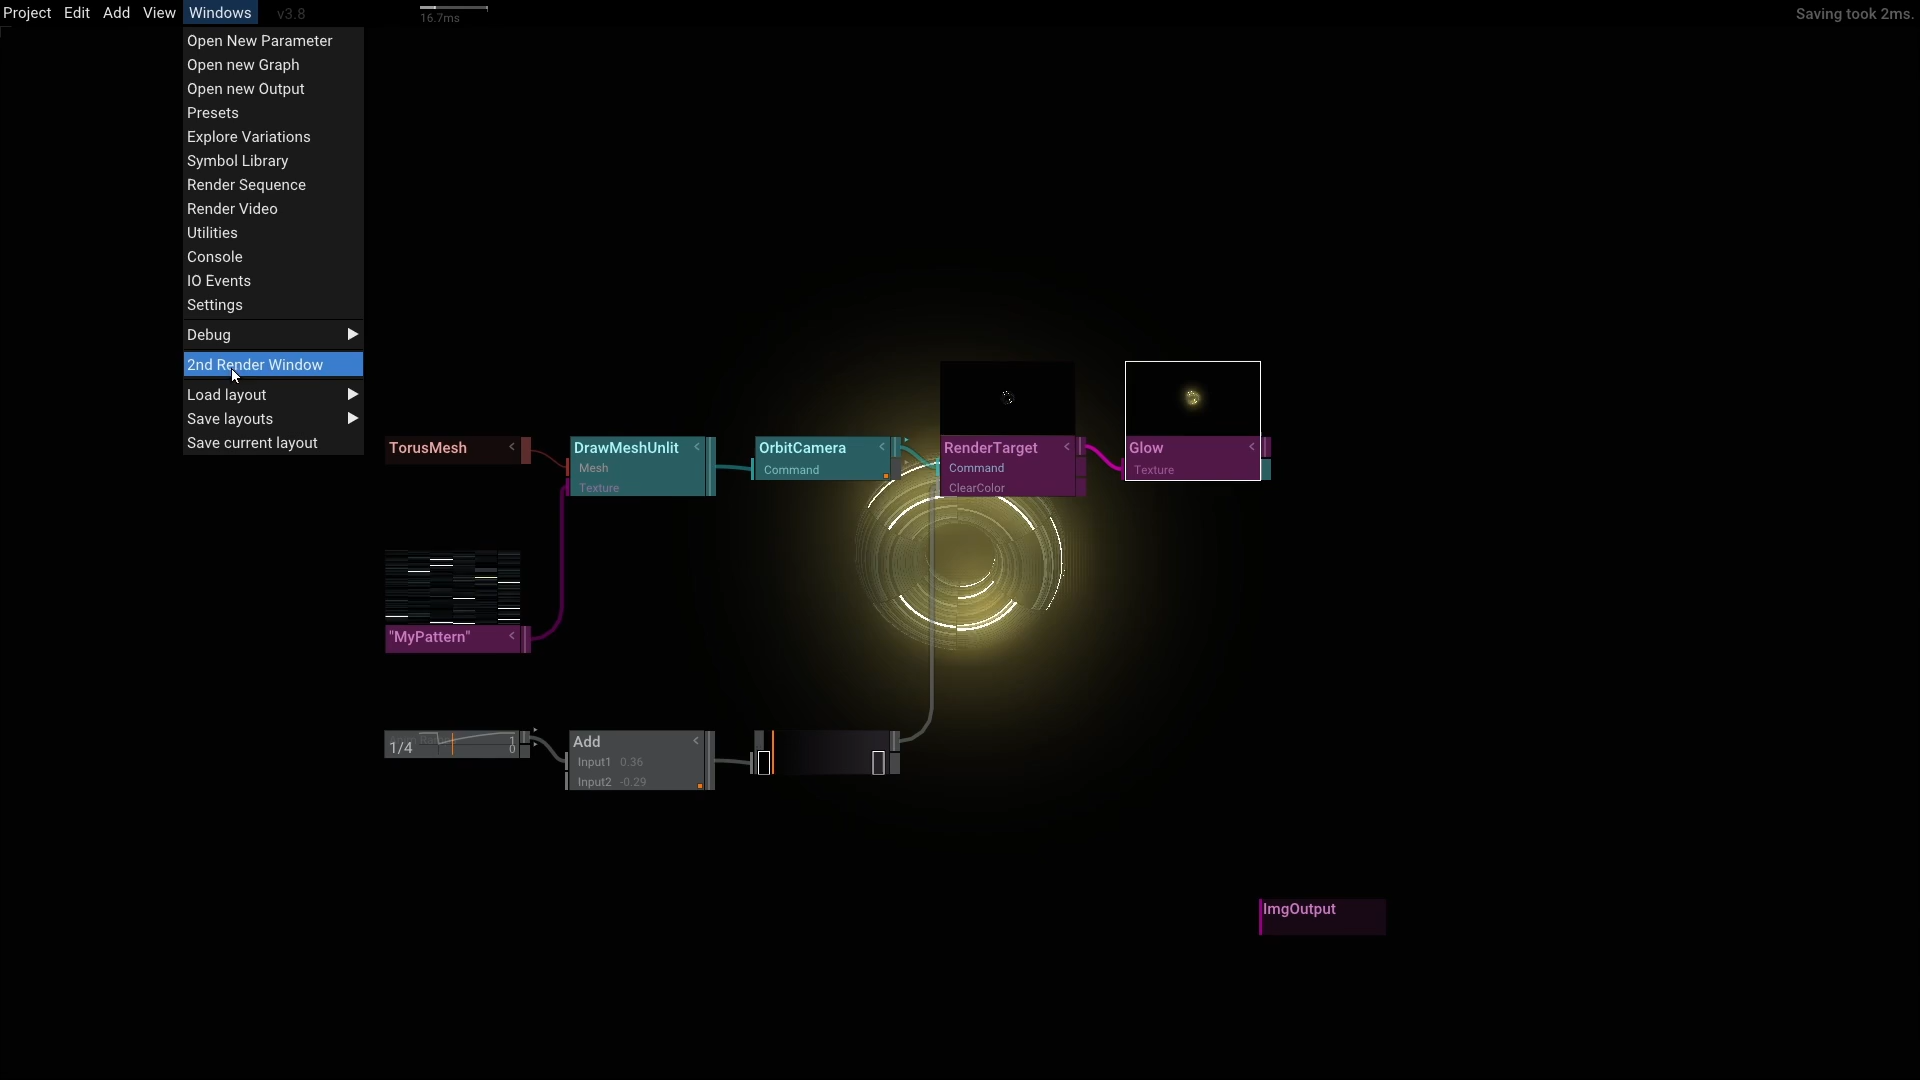 Project Edit Add View Windows v3.8 16.7ms Saving took 2ms.
Open New Parameter
Open new Graph
Open new Output
Presets
Explore Variations
Symbol Library
Render Sequence
Render Video
Utilities
Console
IO Events
Settings
Debug
2nd Render Window
Load layout
Save layouts
Save current layout
TorusMesh
DrawMeshUnlit
Mesh
Texture
OrbitCamera
Command
RenderTarget
Command
ClearColor
Glow
Texture
"MyPattern"
1/4
1
0
Add
Input1 0.36
Input2 -0.29
ImgOutput